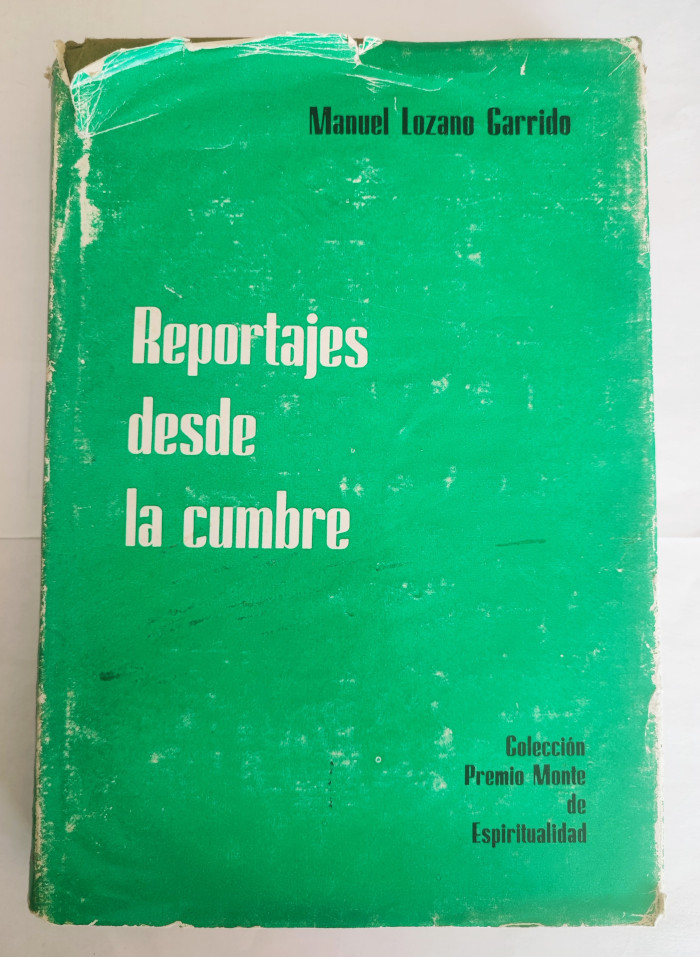 Manuel Lozano Garrido
Reportajes
desde
la cumbre
Colección
Premio Monte
de
Espiritualidad